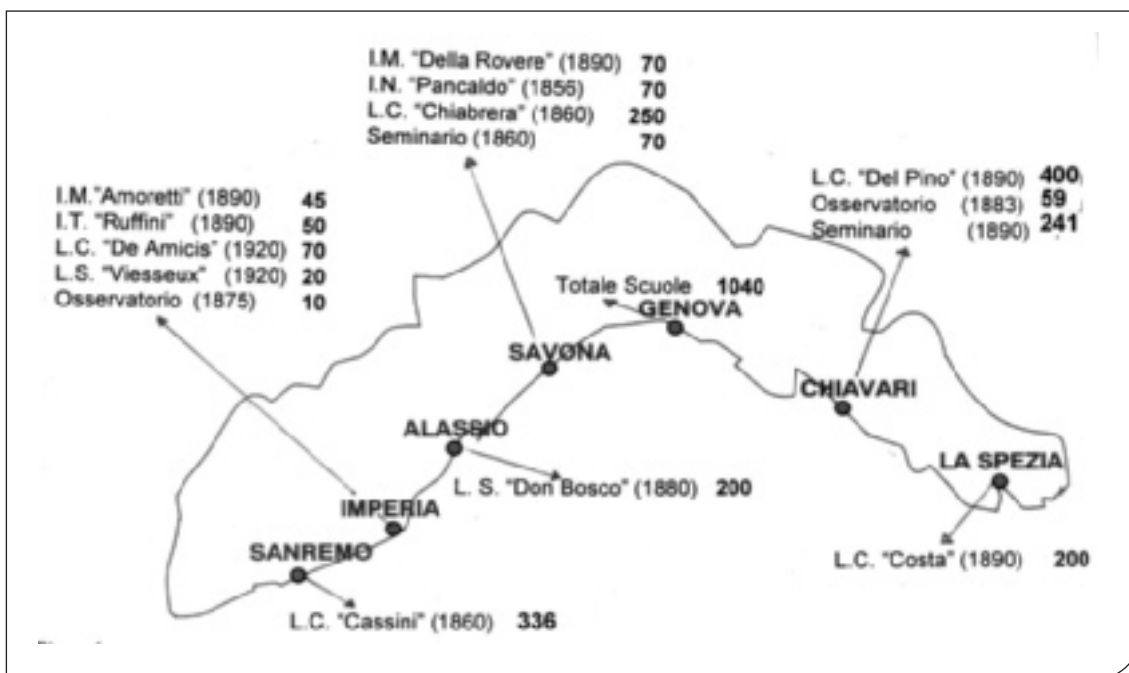 I.M. "Della Rovere" (1890) 70
I.N. "Pancaldo" (1856) 70
L.C. "Chiabrera" (1860) 250
Seminario (1860) 70
I.M."Amoretti" (1890) 45
I.T. "Ruffini" (1890) 50
L.C. "De Amicis" (1920) 70
L.S. "Viesseux" (1920) 20
Osservatorio (1875) 10
L.C. "Del Pino" (1890) 400
Osservatorio (1883) 59
Seminario (1890) 241
Totale Scuole 1040
GENOVA
SAVONA
CHIAVARI
ALASSIO
LA SPEZIA
L. S. "Don Bosco" (1880) 200
IMPERIA
SANREMO
L.C. "Costa" (1890) 200
L.C. "Cassini" (1860) 336